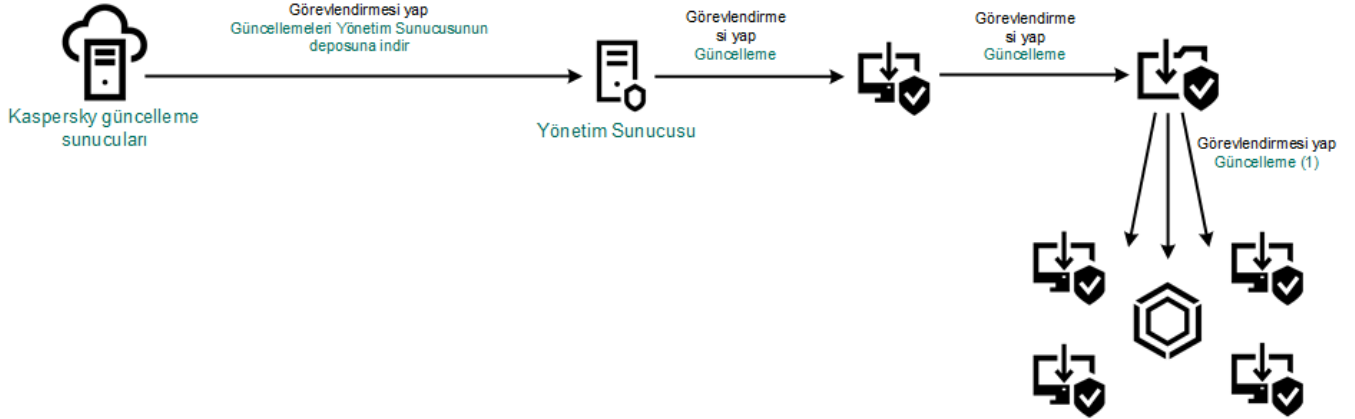 Görevlendirmesi yap
Güncellemeleri Yönetim Sunucusunun
deposuna indir
Görevlendirme
si yap
Güncelleme
Görevlendirme
si yap
Güncelleme
Kaspersky güncelleme
sunucuları
Yönetim Sunucusu
Görevlendirmesi yap
Güncelleme (1)